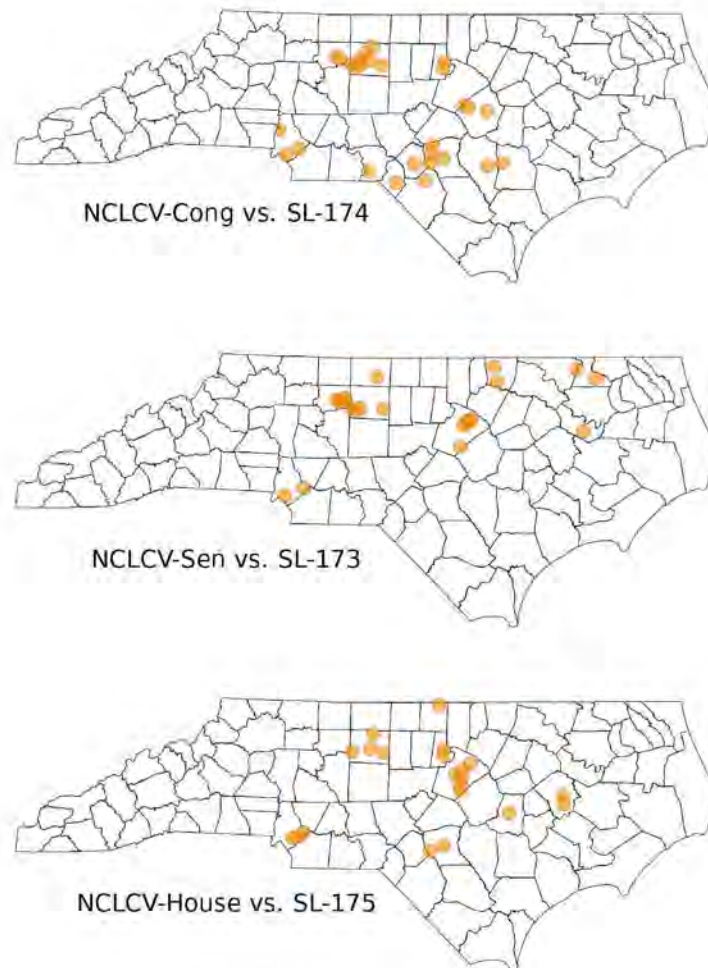 NCLCV-Cong vs. SL-174
NCLCV-Sen vs. SL-173
NCLCV-House vs. SL-175